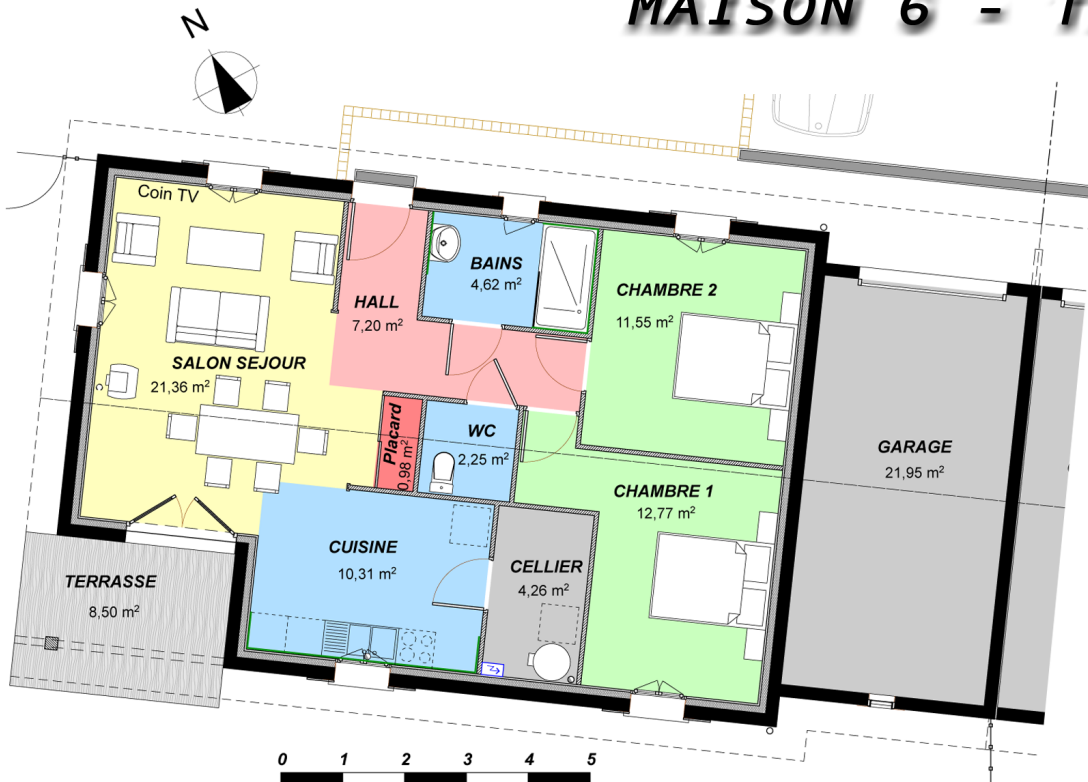 MAISON 6 - T
N
Coin TV
BAINS
4,62 m²
CHAMBRE 2
11,55 m²
HALL
7,20 m²
SALON SEJOUR
21,36 m²
Placard
0,98 m²
WC
2,25 m²
GARAGE
21,95 m²
CHAMBRE 1
12,77 m²
CUISINE
10,31 m²
CELLIER
4,26 m²
TERRASSE
8,50 m²
0 1 2 3 4 5